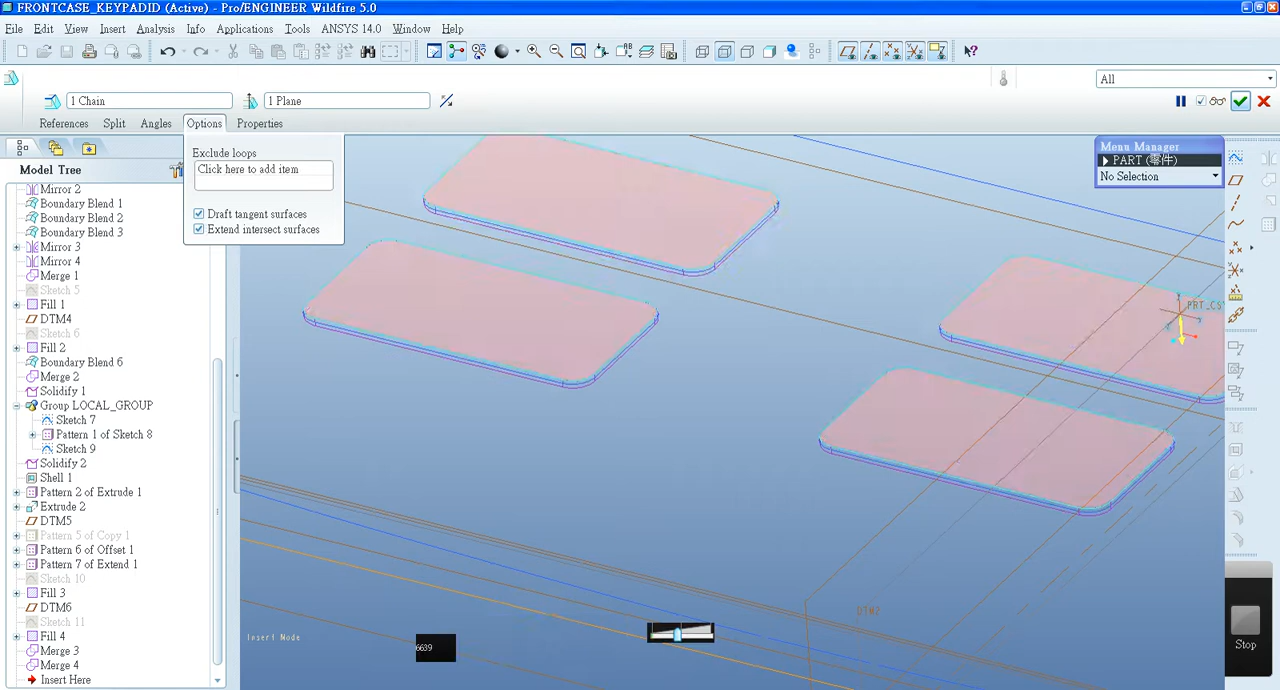 FRONTCASE_KEYPADID (Active) - Pro/ENGINEER Wildfire 5.0
File Edit View Insert Analysis Info Applications Tools ANSYS 14.0 Window Help
All
1 Chain
1 Plane
References Split Angles Options Properties
Exclude loops
Click here to add item
Draft tangent surfaces
Extend intersect surfaces
Model Tree
Mirror 2
Boundary Blend 1
Boundary Blend 2
Boundary Blend 3
Mirror 3
Mirror 4
Merge 1
Sketch 5
Fill 1
DTM4
Sketch 6
Fill 2
Boundary Blend 6
Merge 2
Solidify 1
Group LOCAL_GROUP
Sketch 7
Pattern 1 of Sketch 8
Sketch 9
Solidify 2
Shell 1
Pattern 2 of Extrude 1
Extrude 2
DTM5
Pattern 5 of Copy 1
Pattern 6 of Offset 1
Pattern 7 of Extend 1
Sketch 10
Fill 3
DTM6
Sketch 11
Fill 4
Merge 3
Merge 4
Insert Here
Menu Manager
PART (零件)
No Selection
PRT_CS
DTM2
Insert Mode
6639
Stop